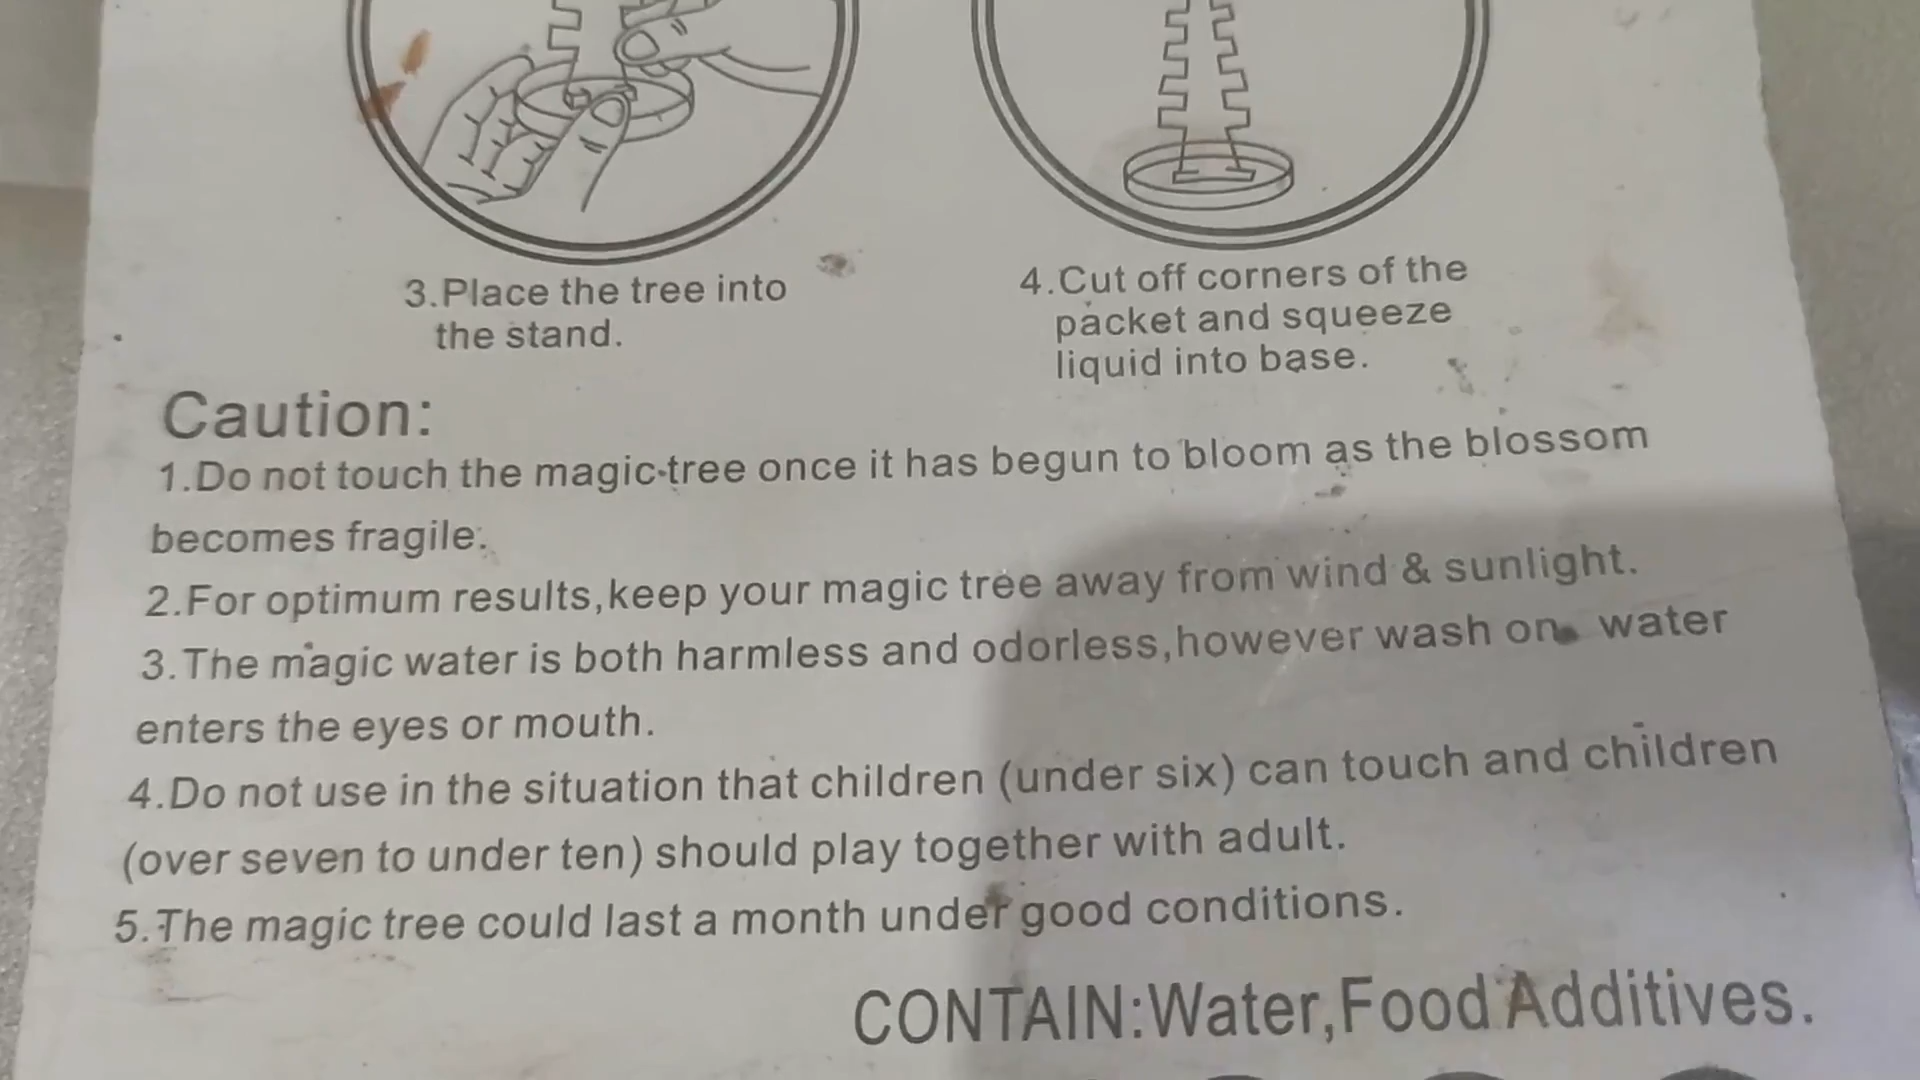 3.Place the tree into
the stand.
4.Cut off corners of the
packet and squeeze
liquid into base.
Caution:
1.Do not touch the magic-tree once it has begun to bloom as the blossom
becomes fragile.
2.For optimum results,keep your magic tree away from wind & sunlight.
3.The magic water is both harmless and odorless,however wash on water
enters the eyes or mouth.
4.Do not use in the situation that children (under six) can touch and children
(over seven to under ten) should play together with adult.
5.The magic tree could last a month under good conditions.
CONTAIN:Water,Food Additives.